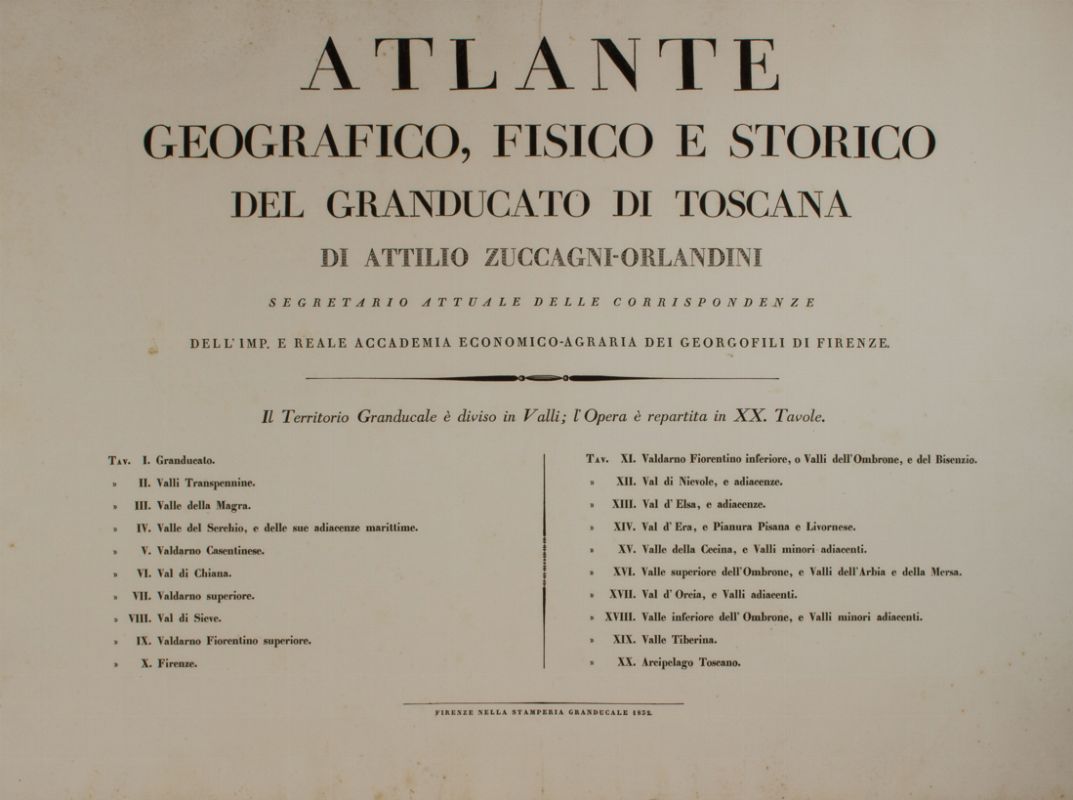 ATLANTE
GEOGRAFICO, FISICO E STORICO
DEL GRANDUCATO DI TOSCANA
DI ATTILIO ZUCCAGNI-ORLANDINI
SEGRETARIO ATTUALE DELLE CORRISPONDENZE
DELL'IMP. E REALE ACCADEMIA ECONOMICO-AGRARIA DEI GEORGOFILI DI FIRENZE.
Il Territorio Granducale è diviso in Valli; l'Opera è repartita in XX. Tavole.
TAV. I. Granducato.
» II. Valli Transpennine.
» III. Valle della Magra.
» IV. Valle del Serchio, e delle sue adiacenze marittime.
» V. Valdarno Casentinese.
» VI. Val di Chiana.
» VII. Valdarno superiore.
» VIII. Val di Sieve.
» IX. Valdarno Fiorentino superiore.
» X. Firenze.
TAV. XI. Valdarno Fiorentino inferiore, o Valli dell'Ombrone, e del Bisenzio.
» XII. Val di Nievole, e adiacenze.
» XIII. Val d'Elsa, e adiacenze.
» XIV. Val d'Era, e Pianura Pisana e Livornese.
» XV. Valle della Cecina, e Valli minori adiacenti.
» XVI. Valle superiore dell'Ombrone, e Valli dell'Arbia e della Mersa.
» XVII. Val d'Orcia, e Valli adiacenti.
» XVIII. Valle inferiore dell'Ombrone, e Valli minori adiacenti.
» XIX. Valle Tiberina.
» XX. Arcipelago Toscano.
FIRENZE NELLA STAMPERIA GRANDUCALE 1832.